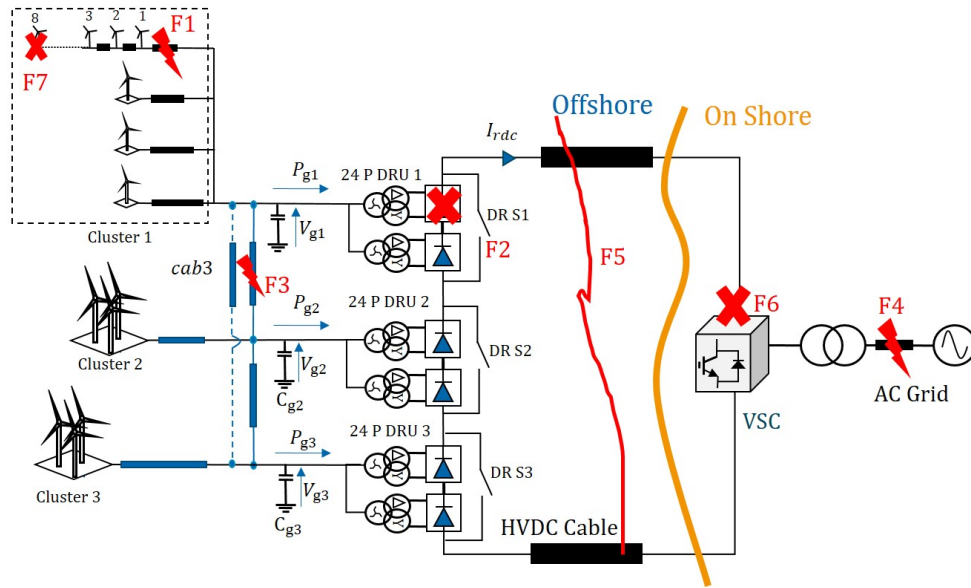 8 3 2 1 F1
F7
Cluster 1
P_g1
V_g1
24 P DRU 1
I_rdc
DR S1
F2
Offshore
On Shore
cab3
F3
F5
F6
F4
Cluster 2
P_g2
V_g2
C_g2
24 P DRU 2
DR S2
VSC
AC Grid
Cluster 3
P_g3
V_g3
C_g3
24 P DRU 3
DR S3
HVDC Cable